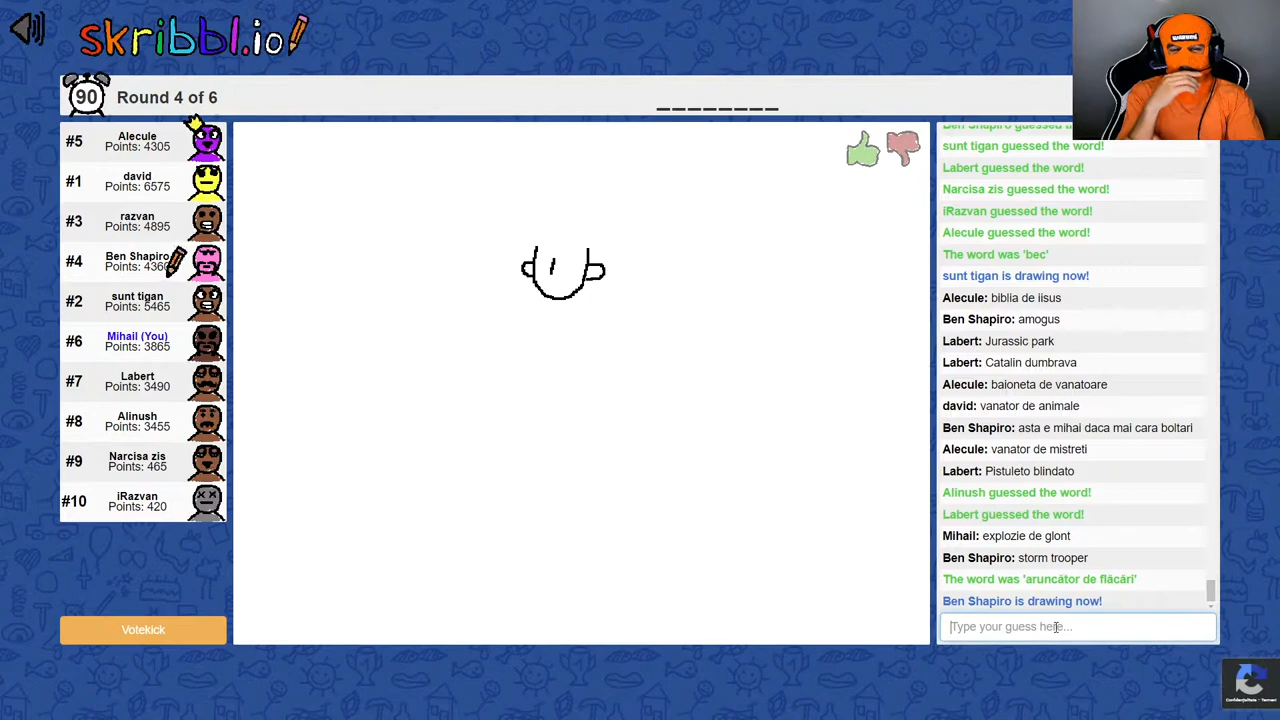 skribbl.io
90
Round 4 of 6
________
#5
Alecule
Points: 4305
#1
david
Points: 6575
#3
razvan
Points: 4895
#4
Ben Shapiro
Points: 4360
#2
sunt tigan
Points: 5465
#6
Mihail (You)
Points: 3865
#7
Labert
Points: 3490
#8
Alinush
Points: 3455
#9
Narcisa zis
Points: 465
#10
iRazvan
Points: 420
Votekick
Ben Shapiro guessed the
sunt tigan guessed the word!
Labert guessed the word!
Narcisa zis guessed the word!
iRazvan guessed the word!
Alecule guessed the word!
The word was 'bec'
sunt tigan is drawing now!
Alecule: biblia de iisus
Ben Shapiro: amogus
Labert: Jurassic park
Labert: Catalin dumbrava
Alecule: baioneta de vanatoare
david: vanator de animale
Ben Shapiro: asta e mihai daca mai cara boltari
Alecule: vanator de mistreti
Labert: Pistuleto blindato
Alinush guessed the word!
Labert guessed the word!
Mihail: explozie de glont
Ben Shapiro: storm trooper
The word was 'aruncător de flăcări'
Ben Shapiro is drawing now!
Type your guess here...